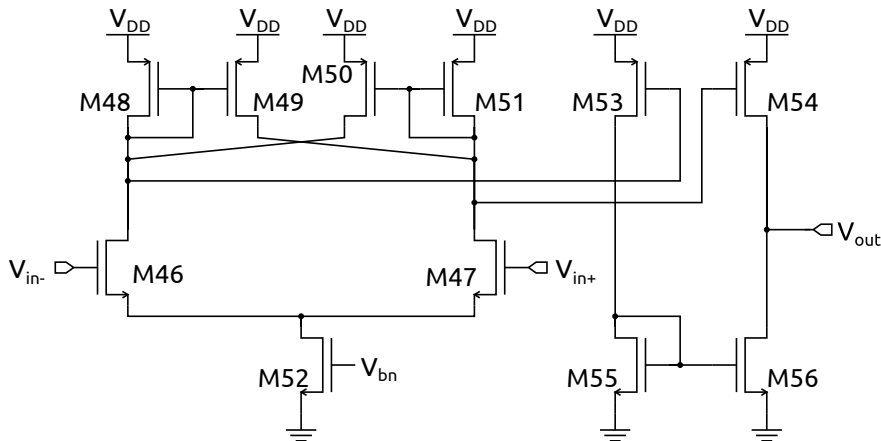 VDD VDD VDD VDD VDD VDD
M48 M49 M50 M51 M53 M54
Vin- M46 M47 Vin+ Vout
M52 Vbn M55 M56